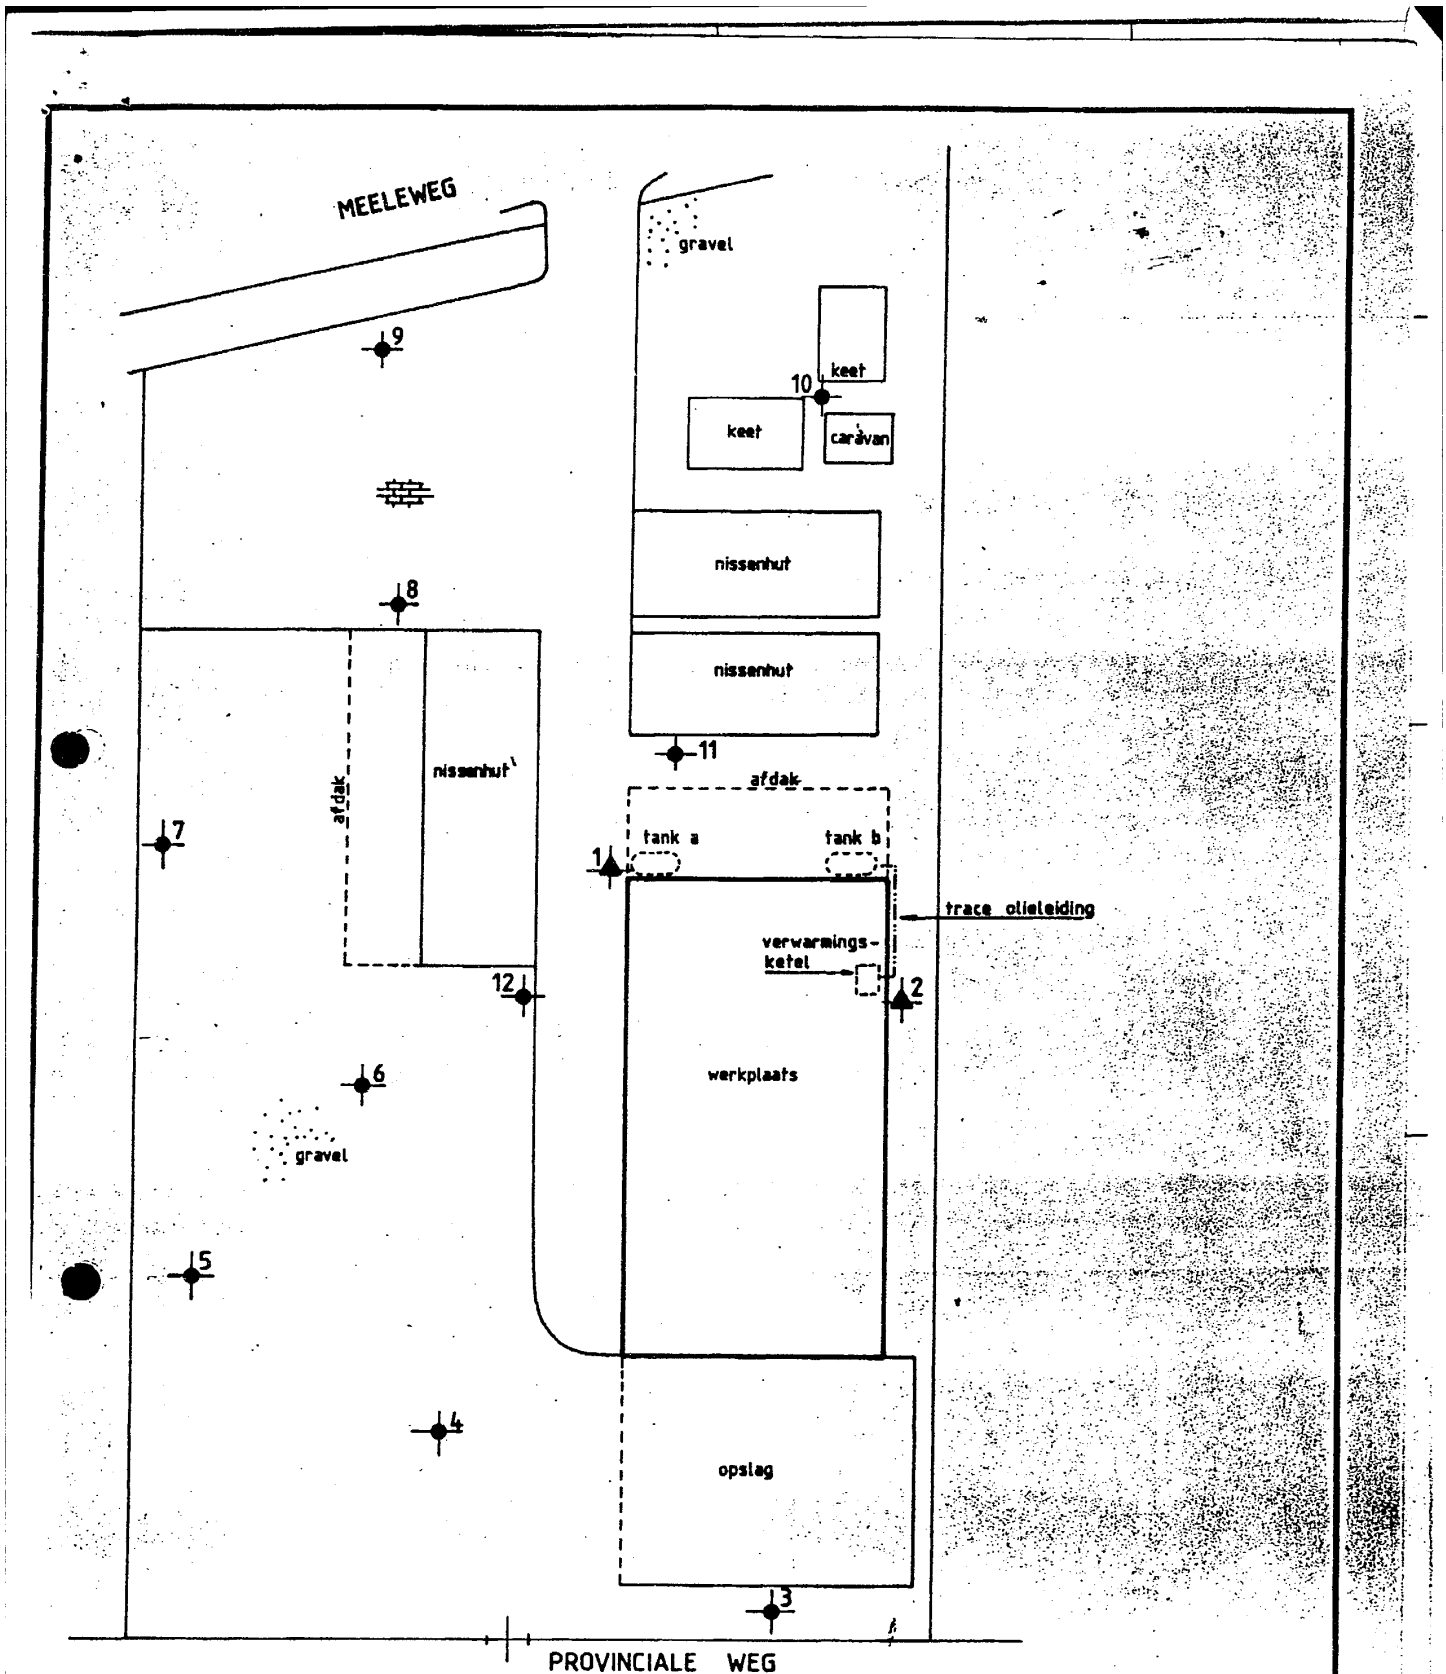 MEELEWEG
gravel
9
keet
10
keet
caravan
nissenhut
8
nissenhut
11
nissenhut
afdak
afdak
7
tank a
tank b
1
trace olieleiding
verwarmings-
ketel
12
2
werkplaats
6
gravel
5
4
opslag
3
PROVINCIALE WEG